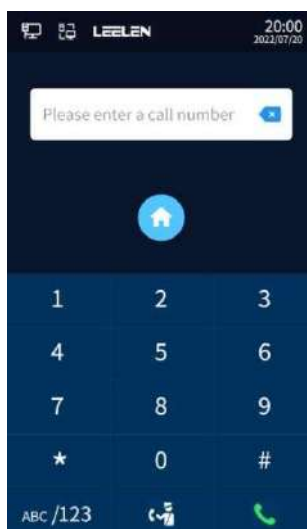 LEELEN
20:00
2022/07/20
Please enter a call number
1 2 3
4 5 6
7 8 9
* 0 #
ABC /123